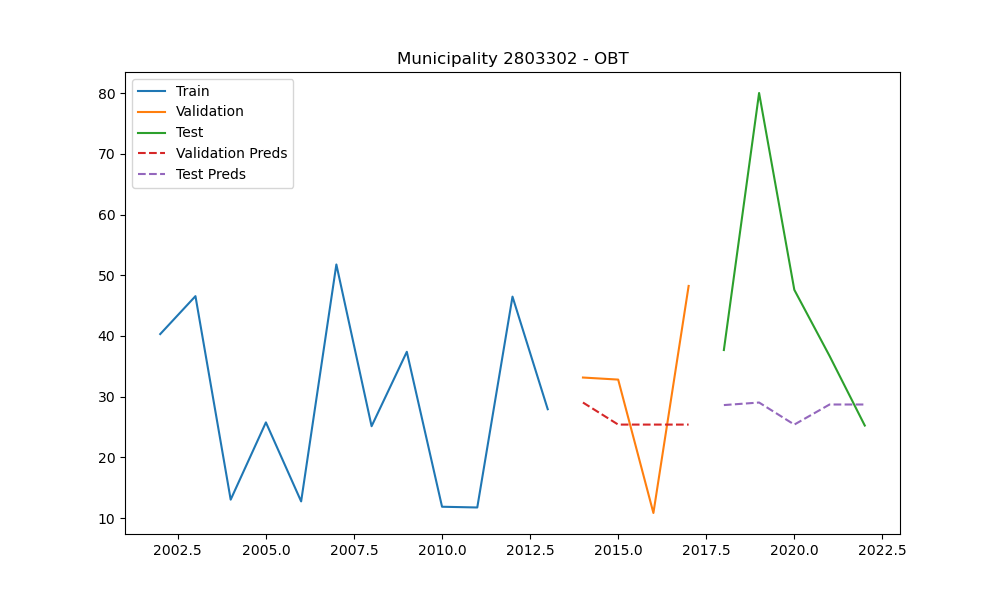 Municipality 2803302 - OBT
Train
Validation
Test
Validation Preds
Test Preds
80
70
60
50
40
30
20
10
2002.5 2005.0 2007.5 2010.0 2012.5 2015.0 2017.5 2020.0 2022.5